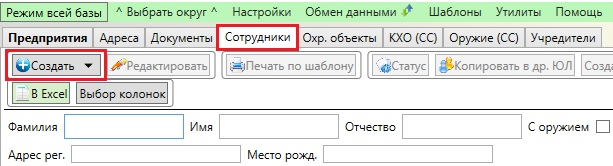 Режим всей базы ^ Выбрать округ ^ Настройки Обмен данными Шаблоны Утилиты Помощь
Предприятия Адреса Документы Сотрудники Охр. объекты КХО (СС) Оружие (СС) Учредители
Создать Редактировать Печать по шаблону Статус Копировать в др. ЮЛ Созда
В Excel Выбор колонок
Фамилия Имя Отчество С оружием
Адрес рег. Место рожд.